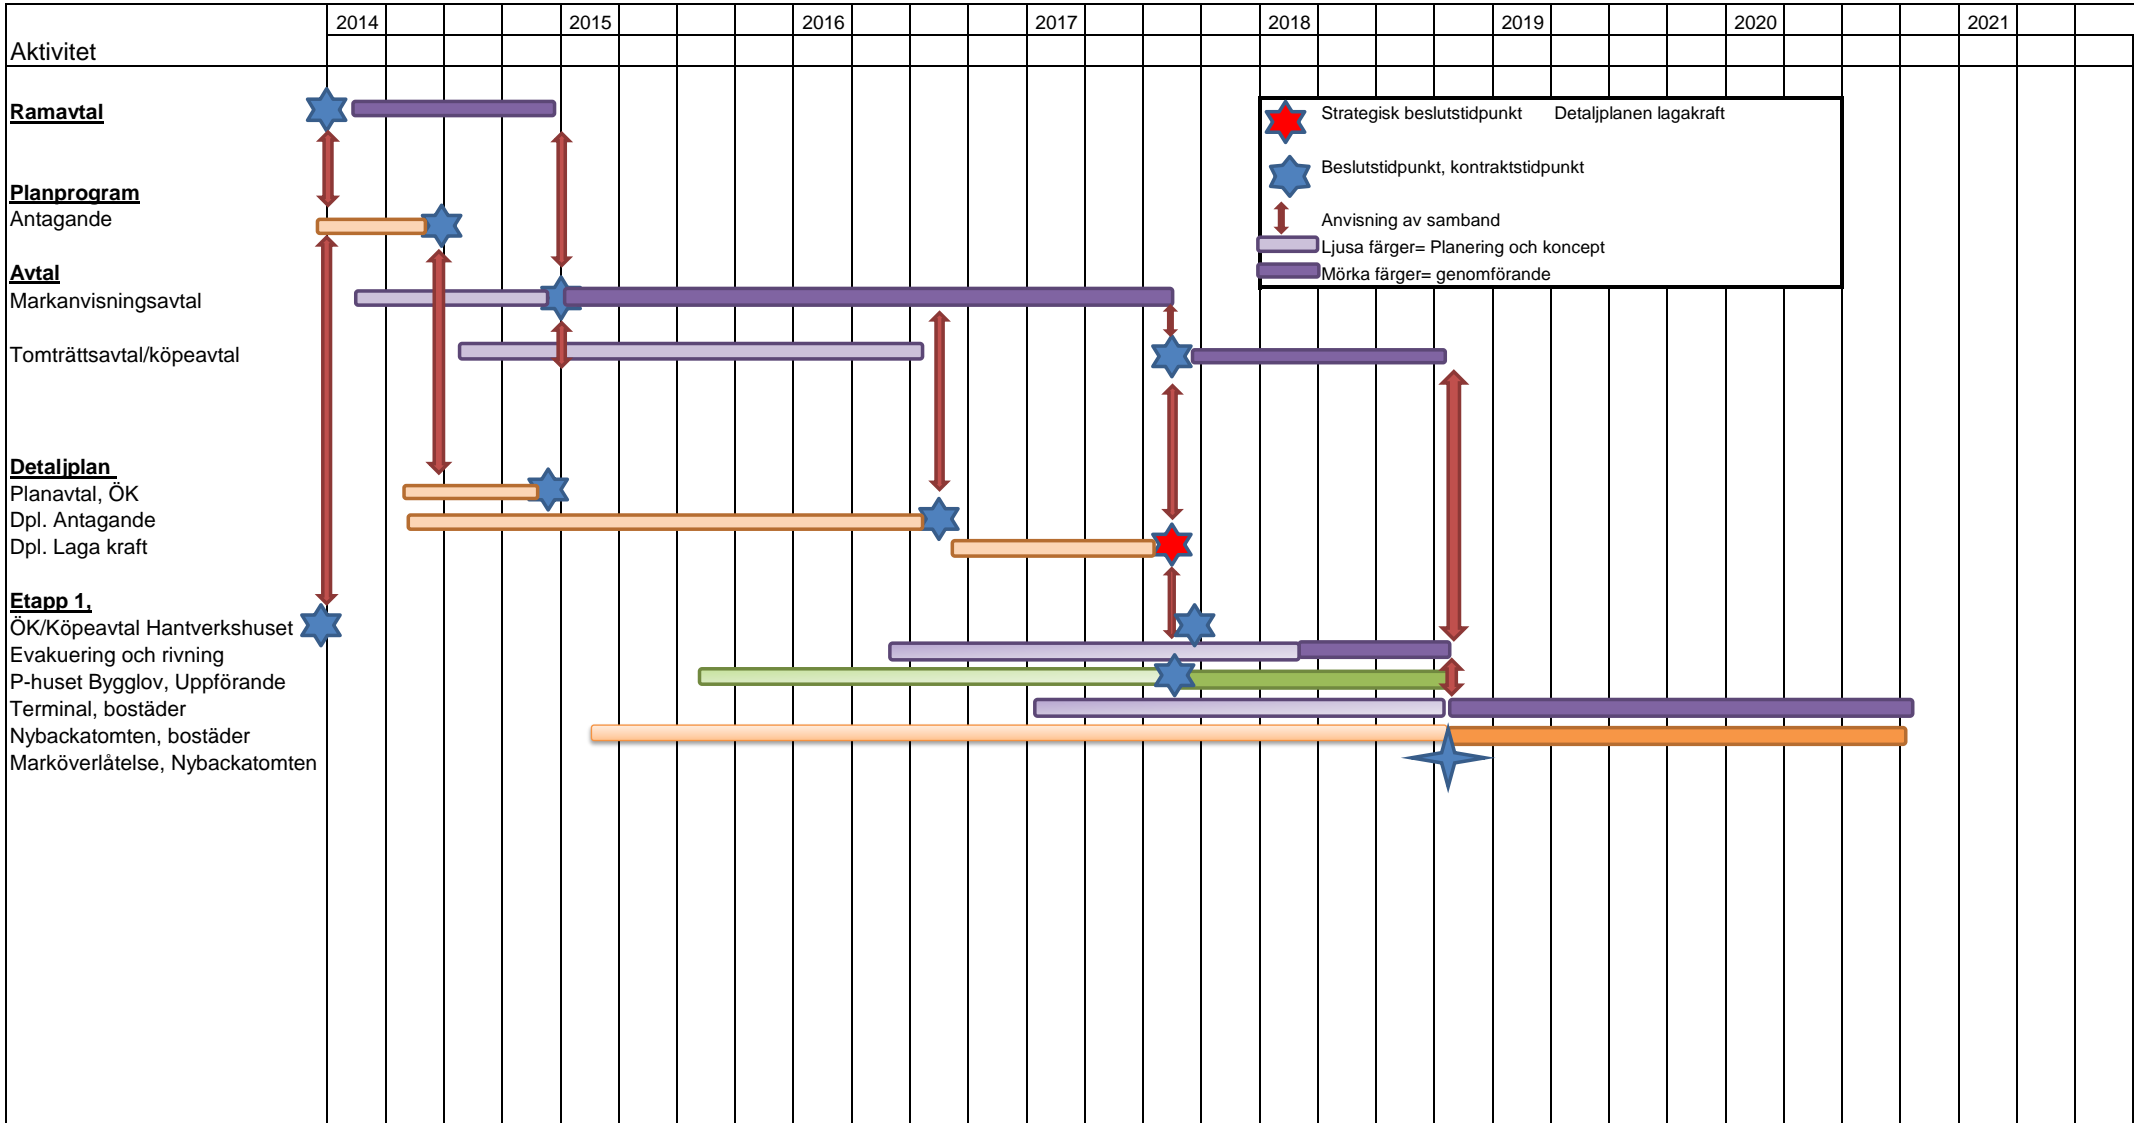 2014 2015 2016 2017 2018 2019 2020 2021
Aktivitet
Ramavtal
Strategisk beslutstidpunkt Detaljplanen lagakraft
Beslutstidpunkt, kontraktstidpunkt
Anvisning av samband
Ljusa färger= Planering och koncept
Mörka färger= genomförande
Planprogram
Antagande
Avtal
Markanvisningsavtal
Tomträttsavtal/köpeavtal
Detaljplan
Planavtal, ÖK
Dpl. Antagande
Dpl. Laga kraft
Etapp 1,
ÖK/Köpeavtal Hantverkshuset
Evakuering och rivning
P-huset Bygglov, Uppförande
Terminal, bostäder
Nybackatomten, bostäder
Marköverlåtelse, Nybackatomten